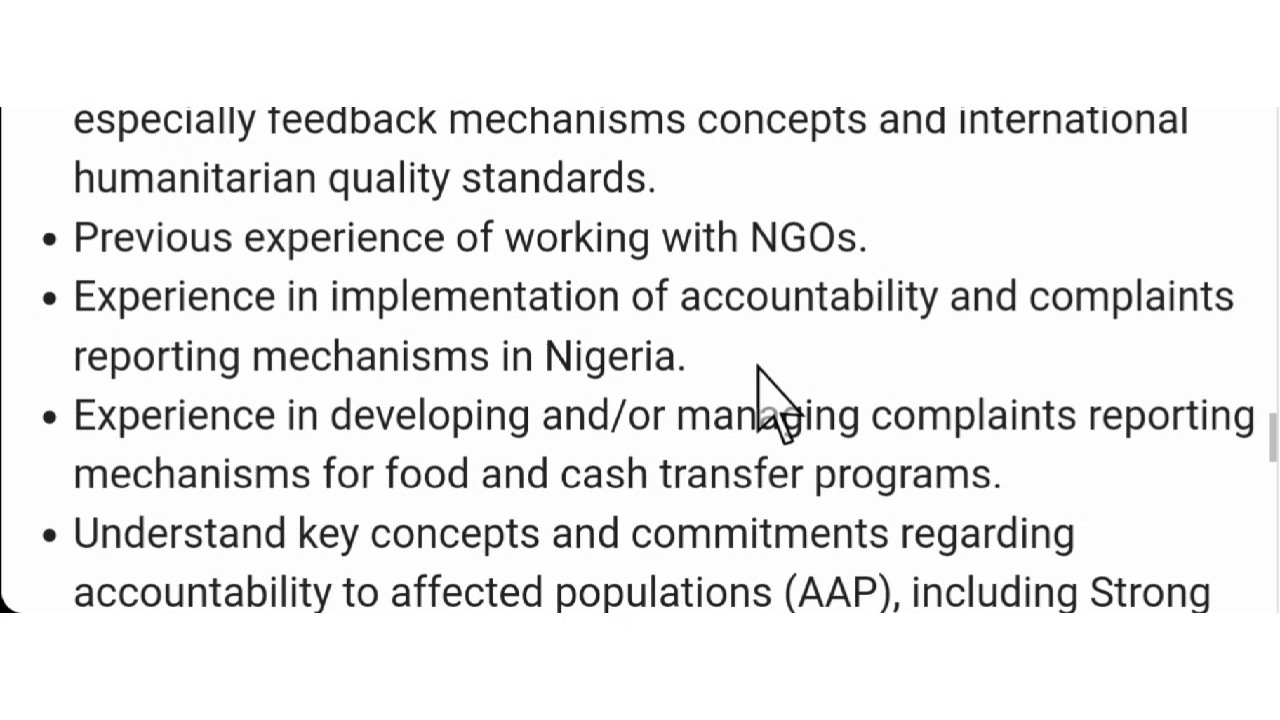 especially feedback mechanisms concepts and international
humanitarian quality standards.
• Previous experience of working with NGOs.
• Experience in implementation of accountability and complaints
reporting mechanisms in Nigeria.
• Experience in developing and/or managing complaints reporting
mechanisms for food and cash transfer programs.
• Understand key concepts and commitments regarding
accountability to affected populations (AAP), including Strong